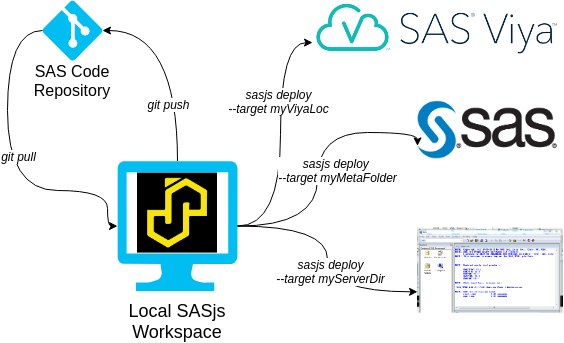 SAS® Viya™
SAS Code
Repository
git push
sasjs deploy
--target myViyaLoc
git pull
sas
sasjs deploy
--target myMetaFolder
sasjs deploy
--target myServerDir
Local SASjs
Workspace